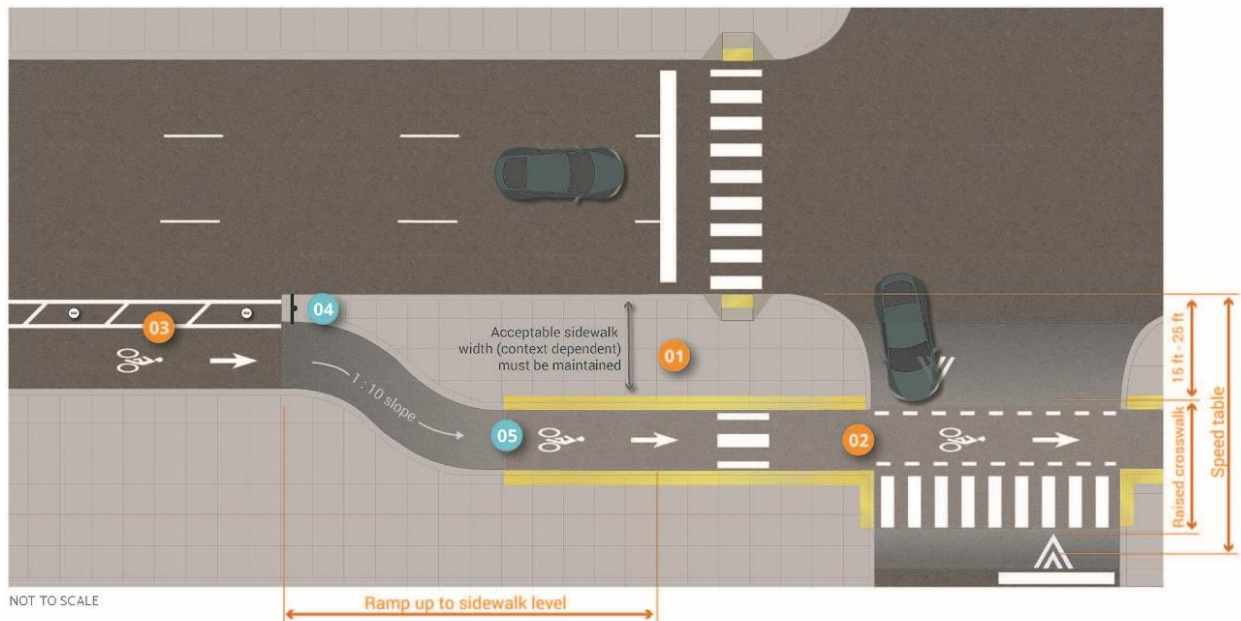 04
03
Acceptable sidewalk
width (context dependent)
must be maintained
01
1 : 10 slope
05
02
15 ft - 25 ft
Raised crosswalk
Speed table
NOT TO SCALE
Ramp up to sidewalk level